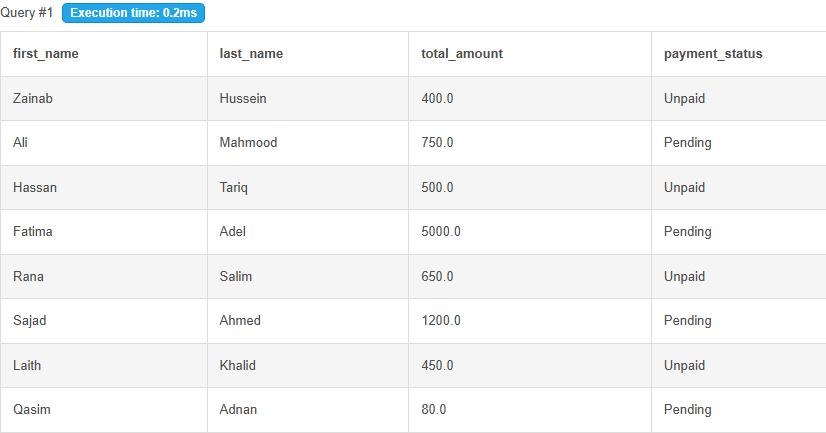 Query #1 Execution time: 0.2ms
first_name last_name total_amount payment_status
Zainab Hussein 400.0 Unpaid
Ali Mahmood 750.0 Pending
Hassan Tariq 500.0 Unpaid
Fatima Adel 5000.0 Pending
Rana Salim 650.0 Unpaid
Sajad Ahmed 1200.0 Pending
Laith Khalid 450.0 Unpaid
Qasim Adnan 80.0 Pending